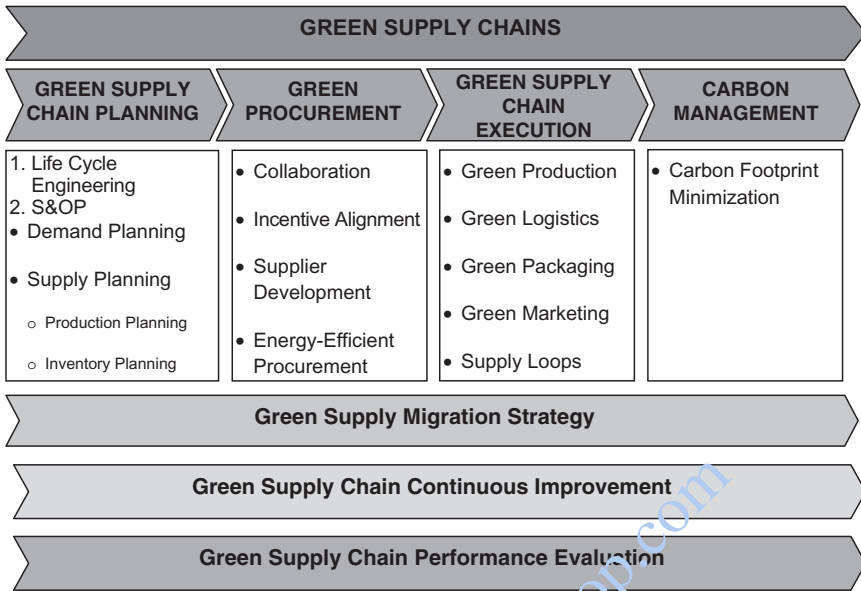 GREEN SUPPLY CHAINS
GREEN SUPPLY
CHAIN PLANNING
GREEN
PROCUREMENT
GREEN SUPPLY
CHAIN
EXECUTION
CARBON
MANAGEMENT
1. Life Cycle
Engineering
2. S&OP
• Demand Planning
• Supply Planning
o Production Planning
o Inventory Planning
• Collaboration
• Incentive Alignment
• Supplier
Development
• Energy-Efficient
Procurement
• Green Production
• Green Logistics
• Green Packaging
• Green Marketing
• Supply Loops
• Carbon Footprint
Minimization
Green Supply Migration Strategy
Green Supply Chain Continuous Improvement
Green Supply Chain Performance Evaluation